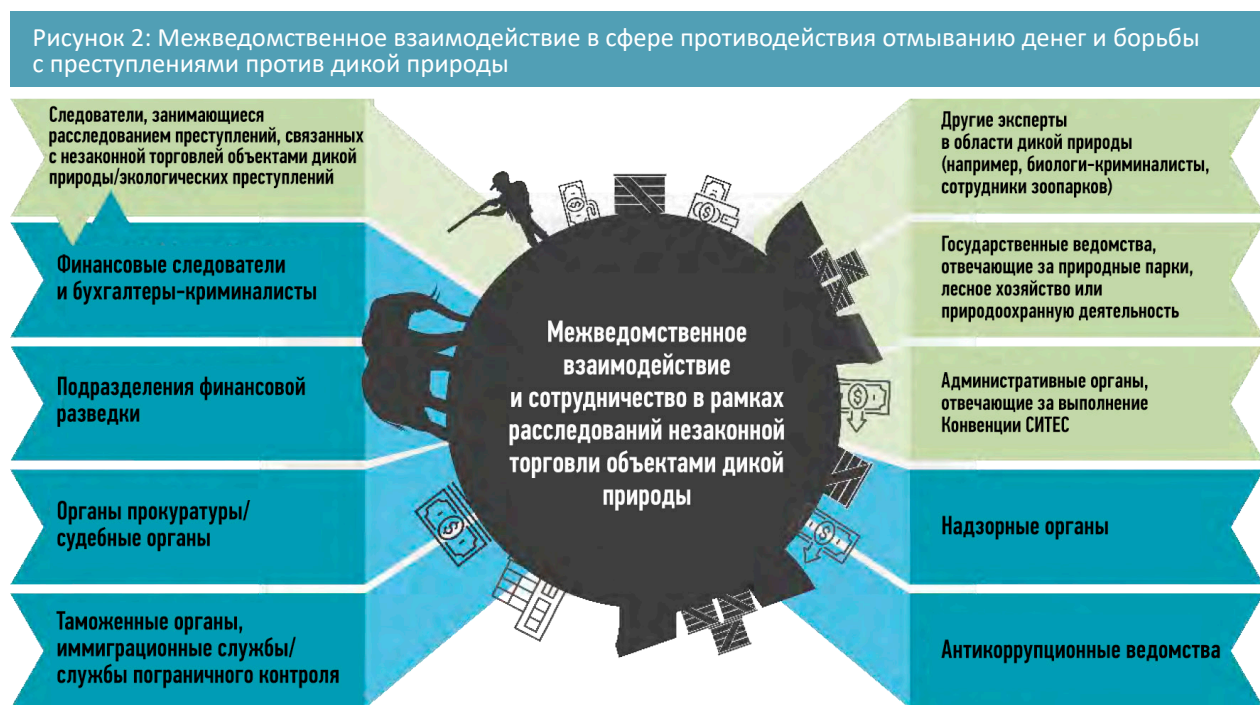 Рисунок 2: Межведомственное взаимодействие в сфере противодействия отмыванию денег и борьбы
с преступлениями против дикой природы
Следователи, занимающиеся
расследованием преступлений, связанных
с незаконной торговлей объектами дикой
природы/экологических преступлений
Финансовые следователи
и бухгалтеры-криминалисты
Подразделения финансовой
разведки
Органы прокуратуры/
судебные органы
Таможенные органы,
иммиграционные службы/
службы пограничного контроля
Межведомственное
взаимодействие
и сотрудничество в рамках
расследований незаконной
торговли объектами дикой
природы
Другие эксперты
в области дикой природы
(например, биологи-криминалисты,
сотрудники зоопарков)
Государственные ведомства,
отвечающие за природные парки,
лесное хозяйство или
природоохранную деятельность
Административные органы,
отвечающие за выполнение
Конвенции СИТЕС
Надзорные органы
Антикоррупционные ведомства